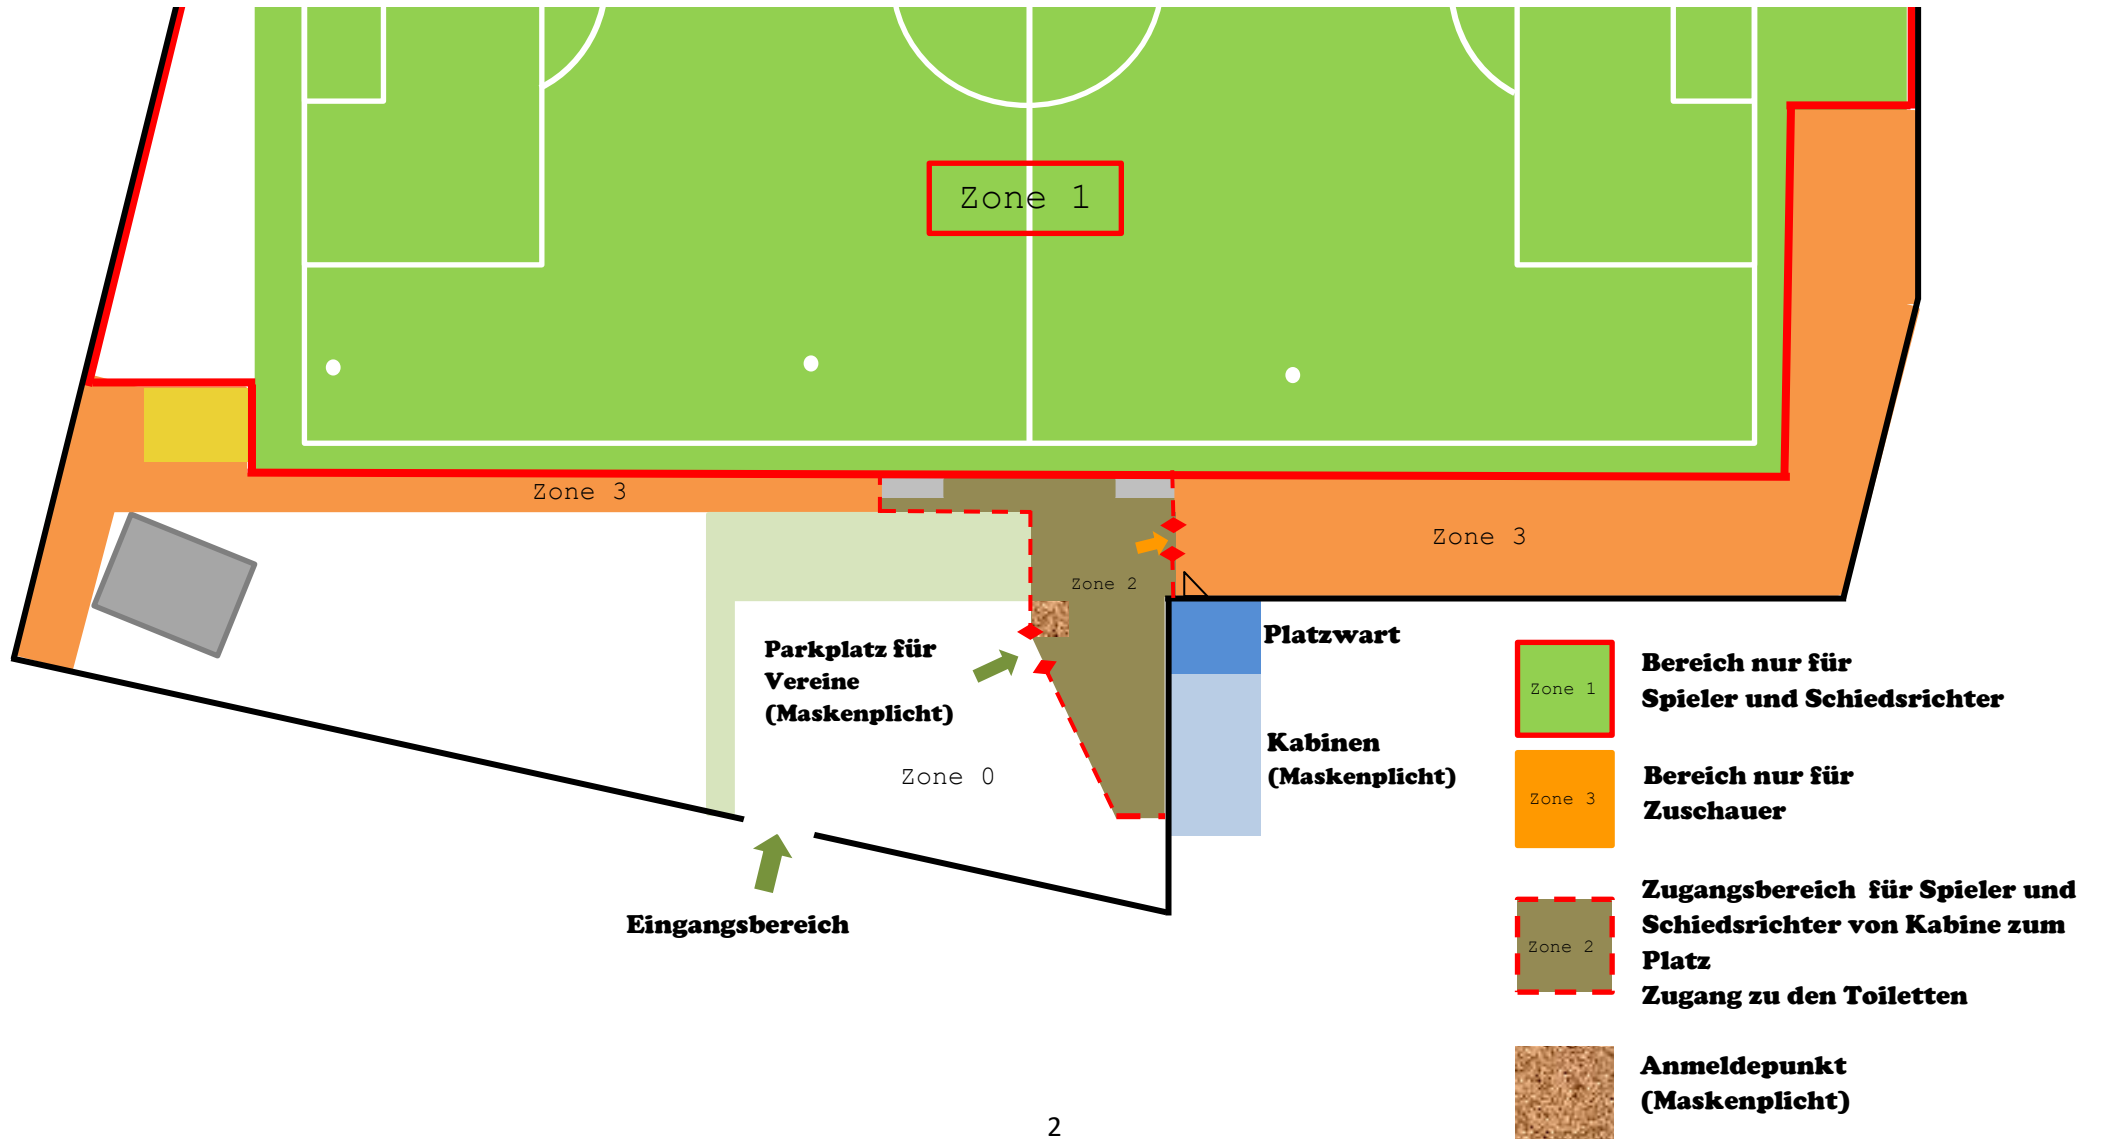 Zone 1
Zone 3
Zone 3
Zone 2
Parkplatz für
Vereine
(Maskenplicht)
Zone 0
Platzwart
Kabinen
(Maskenplicht)
Eingangsbereich
Zone 1
Bereich nur für
Spieler und Schiedsrichter
Zone 3
Bereich nur für
Zuschauer
Zone 2
Zugangsbereich für Spieler und
Schiedsrichter von Kabine zum
Platz
Zugang zu den Toiletten
Anmeldepunkt
(Maskenplicht)
2